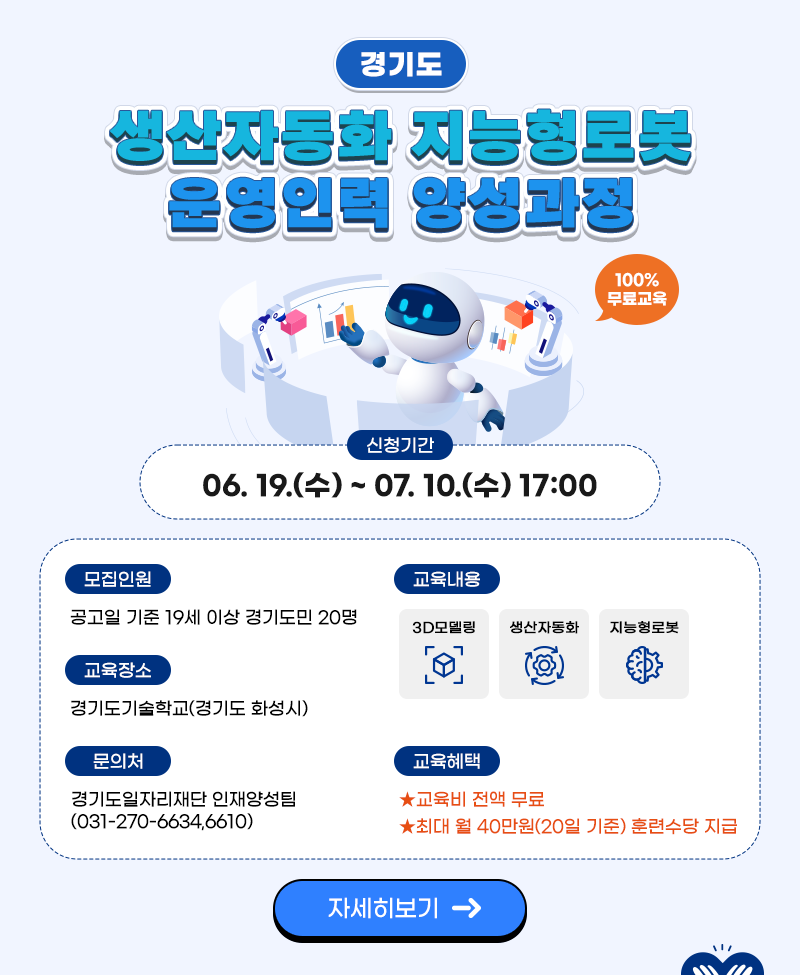 경기도
생산자동화 지능형로봇
운영인력 양성과정
100%
무료교육
신청기간
06. 19.(수) ~ 07. 10.(수) 17:00
모집인원
공고일 기준 19세 이상 경기도민 20명
교육장소
경기도기술학교(경기도 화성시)
문의처
경기도일자리재단 인재양성팀
(031-270-6634,6610)
교육내용
3D모델링
생산자동화
지능형로봇
교육혜택
★교육비 전액 무료
★최대 월 40만원(20일 기준) 훈련수당 지급
자세히보기 →